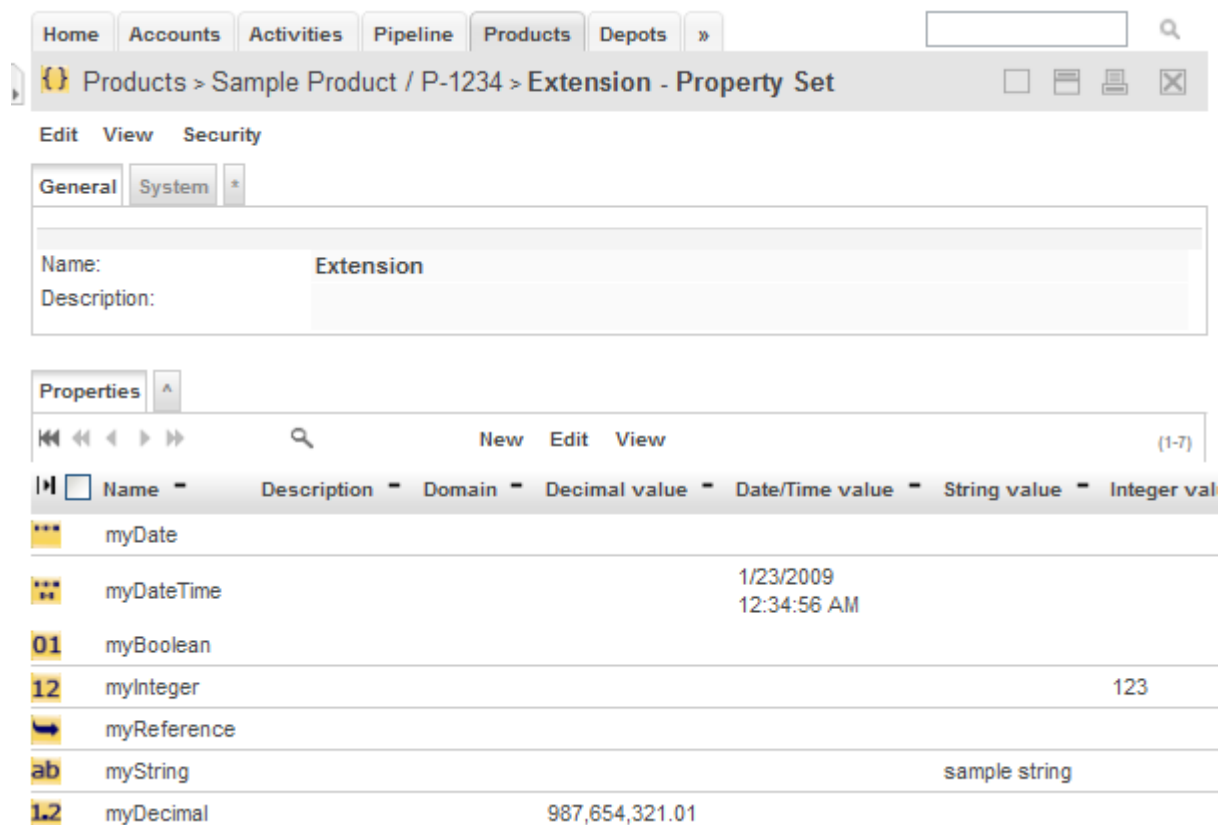 Home Accounts Activities Pipeline Products Depots »
{} Products > Sample Product / P-1234 > Extension - Property Set
Edit View Security
General System *
Name: Extension
Description:
Properties ^
New Edit View (1-7)
Name Description Domain Decimal value Date/Time value String value Integer val
myDate
myDateTime 1/23/2009
12:34:56 AM
01 myBoolean
12 myInteger 123
myReference
ab myString sample string
1.2 myDecimal 987,654,321.01